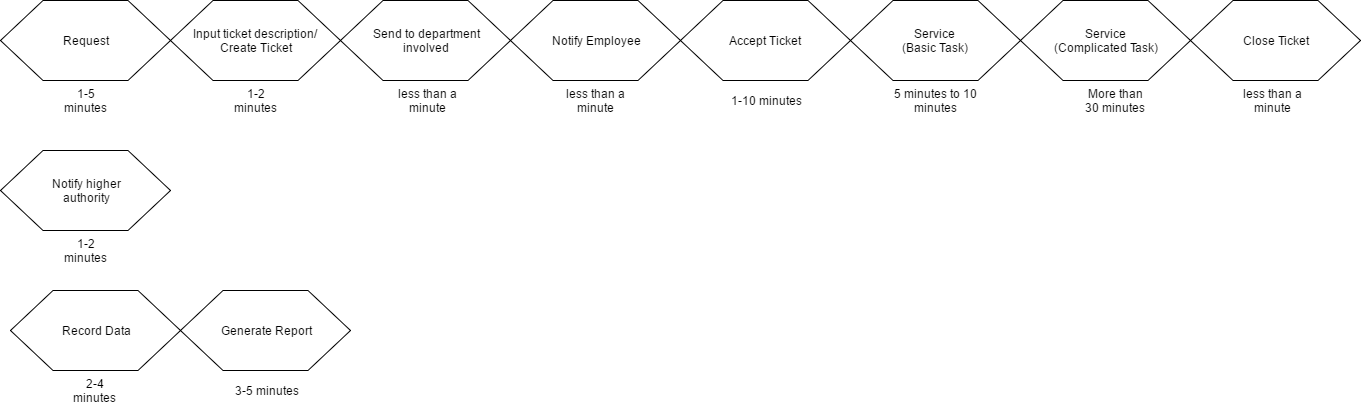 Request
Input ticket description/
Create Ticket
Send to department
involved
Notify Employee
Accept Ticket
Service
(Basic Task)
Service
(Complicated Task)
Close Ticket
1-5
minutes
1-2
minutes
less than a
minute
less than a
minute
1-10 minutes
5 minutes to 10
minutes
More than
30 minutes
less than a
minute
Notify higher
authority
1-2
minutes
Record Data
Generate Report
2-4
minutes
3-5 minutes